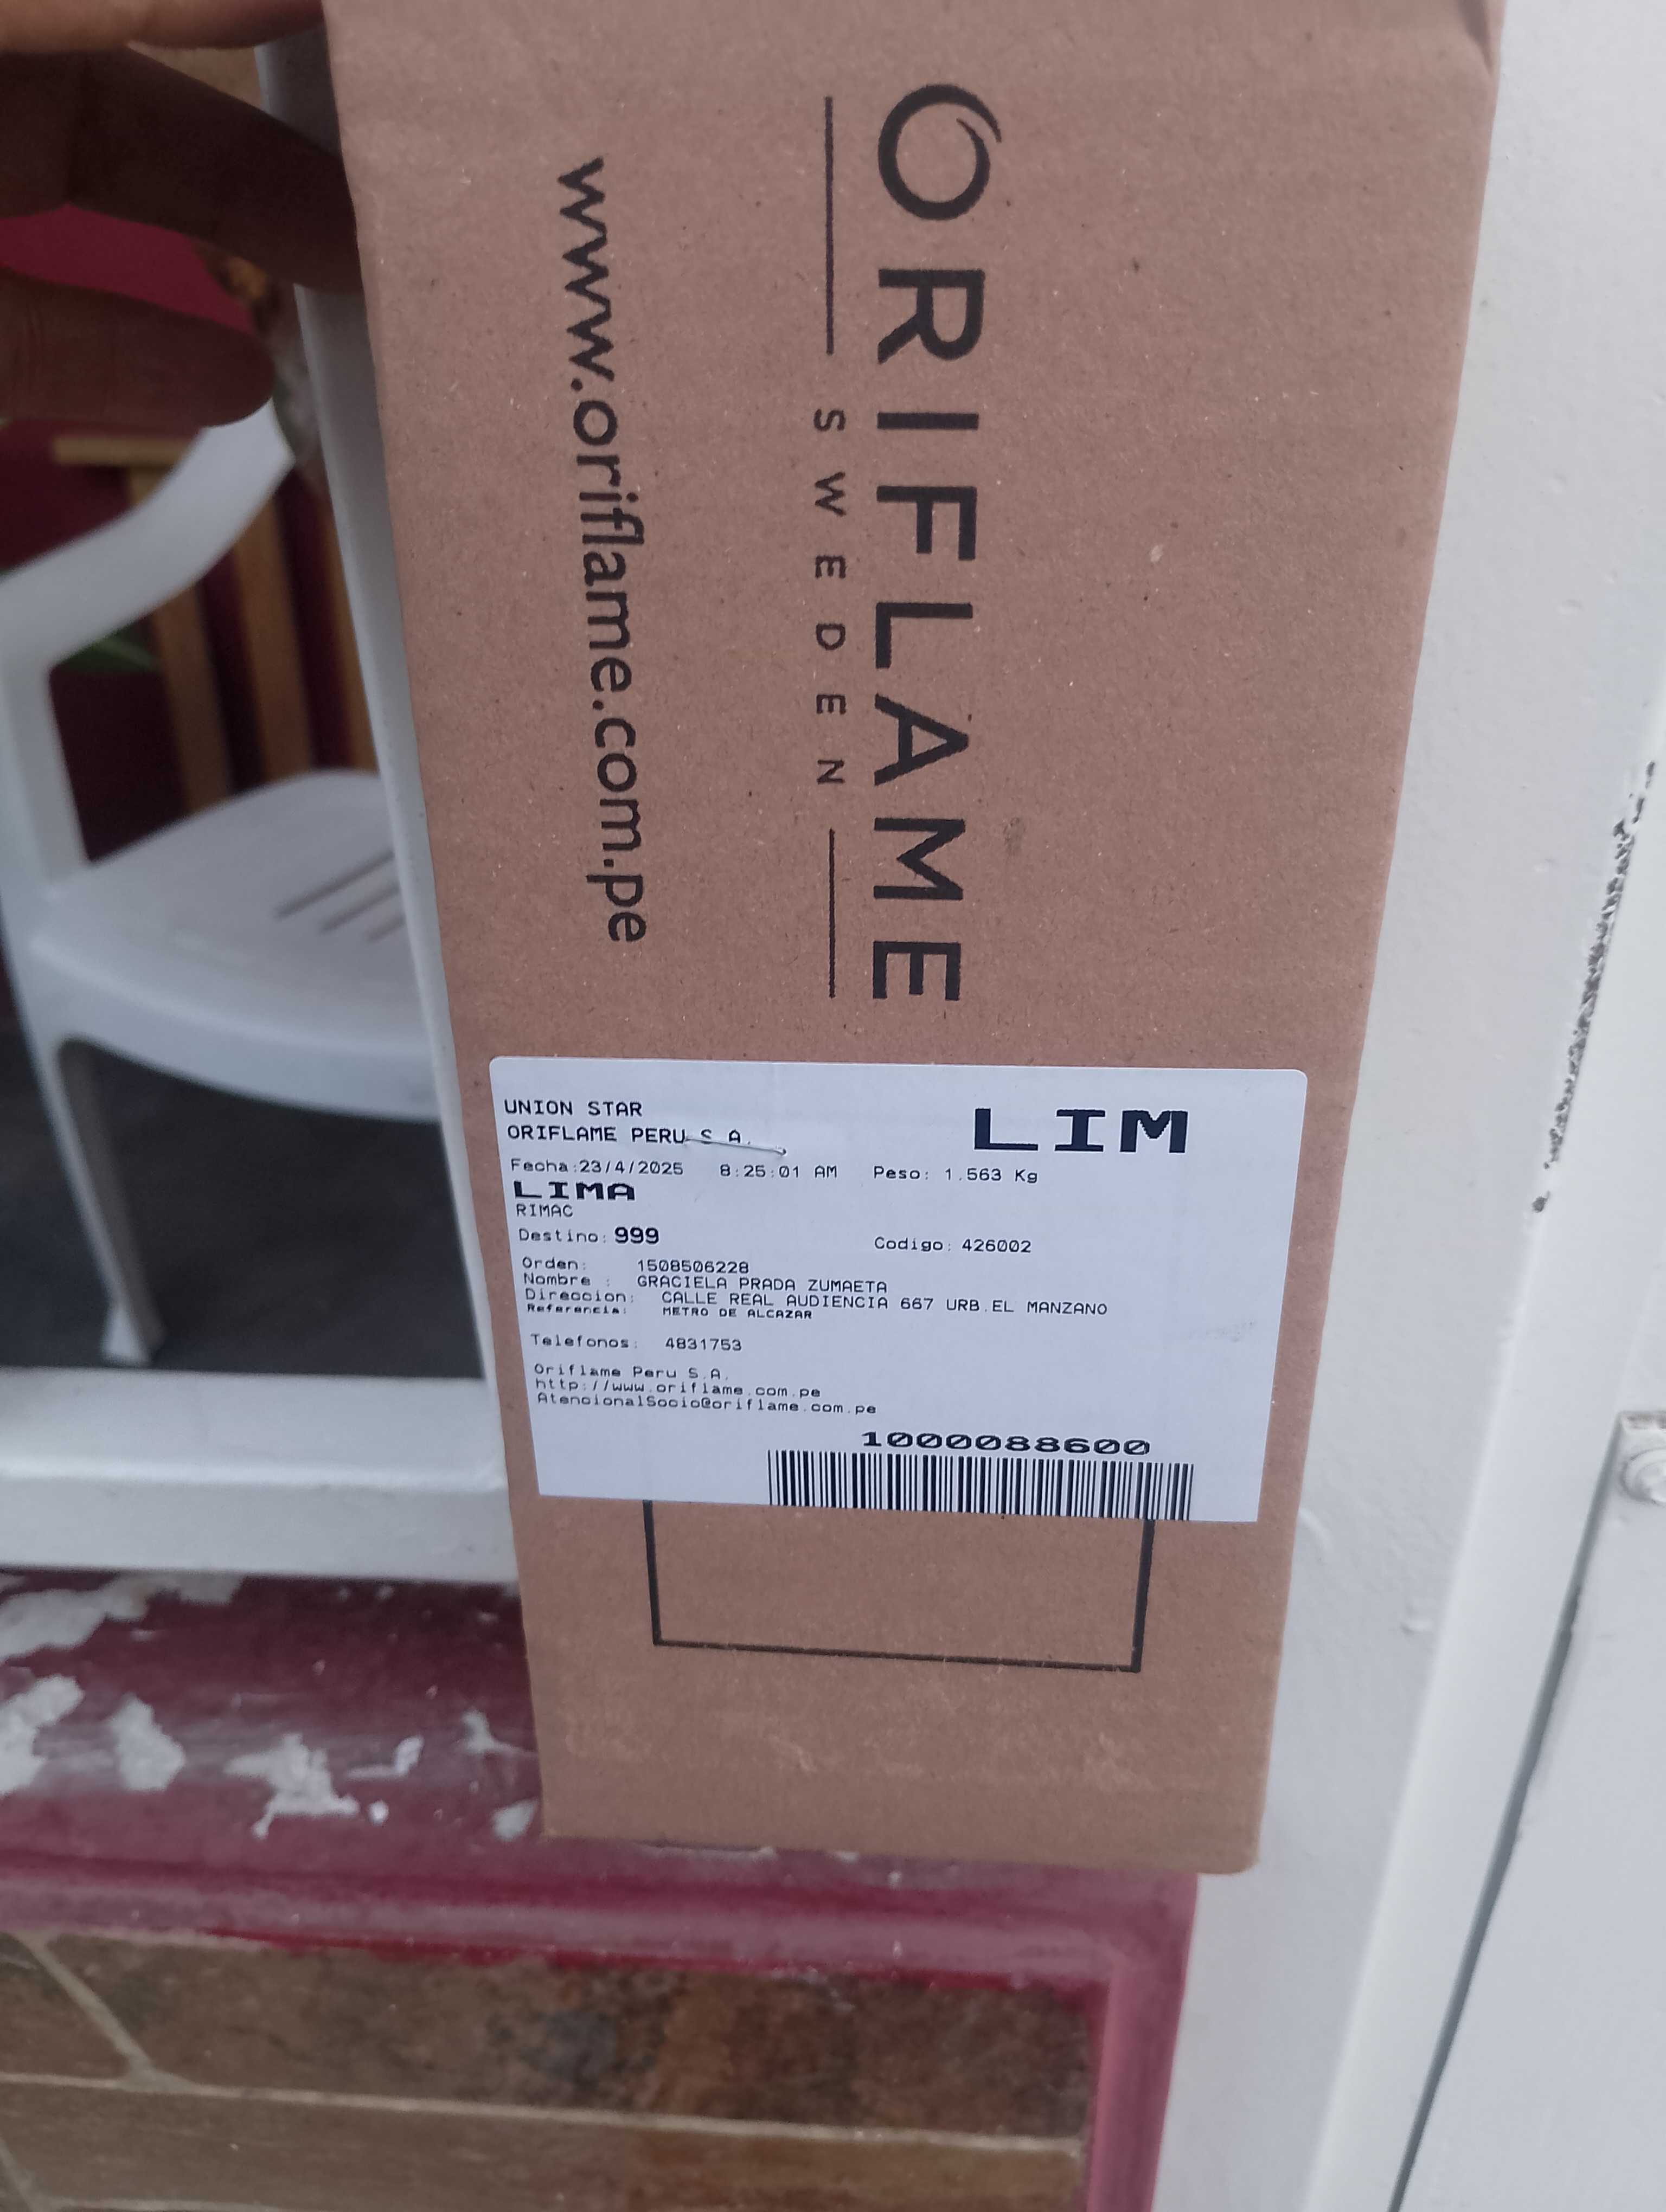 ORIFLAME
SWEDEN
www.oriflame.com.pe
UNION STAR
LIM
ORIFLAME PERU S A.
Fecha:23/4/2025 8:25:01 AM Peso: 1.563 Kg
LIMA
RIMAC
Destino: 999
Codigo: 426002
Orden: 1508506228
Nombre : GRACIELA PRADA ZUMAETA
Direccion: CALLE REAL AUDIENCIA 667 URB.EL MANZANO
Referencia: METRO DE ALCAZAR
Telefonos: 4831753
Oriflame Peru S.A.
http://www.oriflame.com.pe
AtencionalSocio@oriflame.com.pe
1000088600